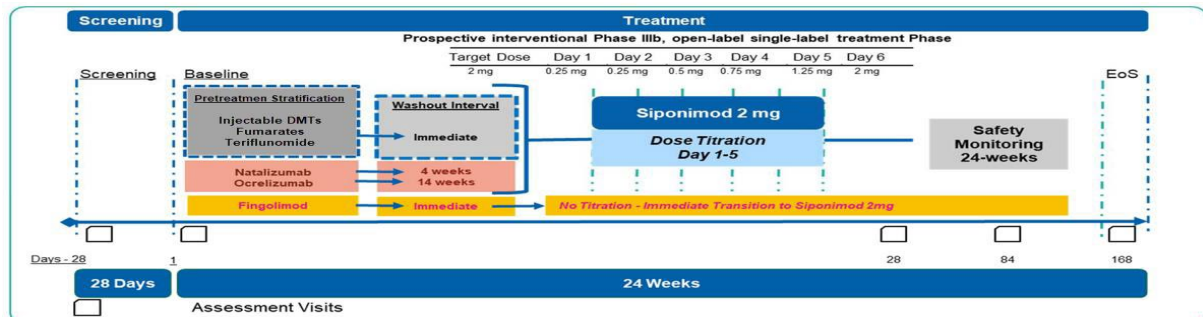 Screening
Treatment
Prospective interventional Phase IIIb, open-label single-label treatment Phase
Target Dose Day 1 Day 2 Day 3 Day 4 Day 5 Day 6
2 mg 0.25 mg 0.25 mg 0.5 mg 0.75 mg 1.25 mg 2 mg
Screening
Baseline
EoS
Pretreatmen Stratification
Injectable DMTs
Fumarates
Teriflunomide
Washout Interval
Immediate
Siponimod 2 mg
Dose Titration
Day 1-5
Safety
Monitoring
24-weeks
Natalizumab 4 weeks
Ocrelizumab 14 weeks
Fingolimod Immediate No Titration - Immediate Transition to Siponimod 2mg
Days - 28 1 28 84 168
28 Days
24 Weeks
Assessment Visits